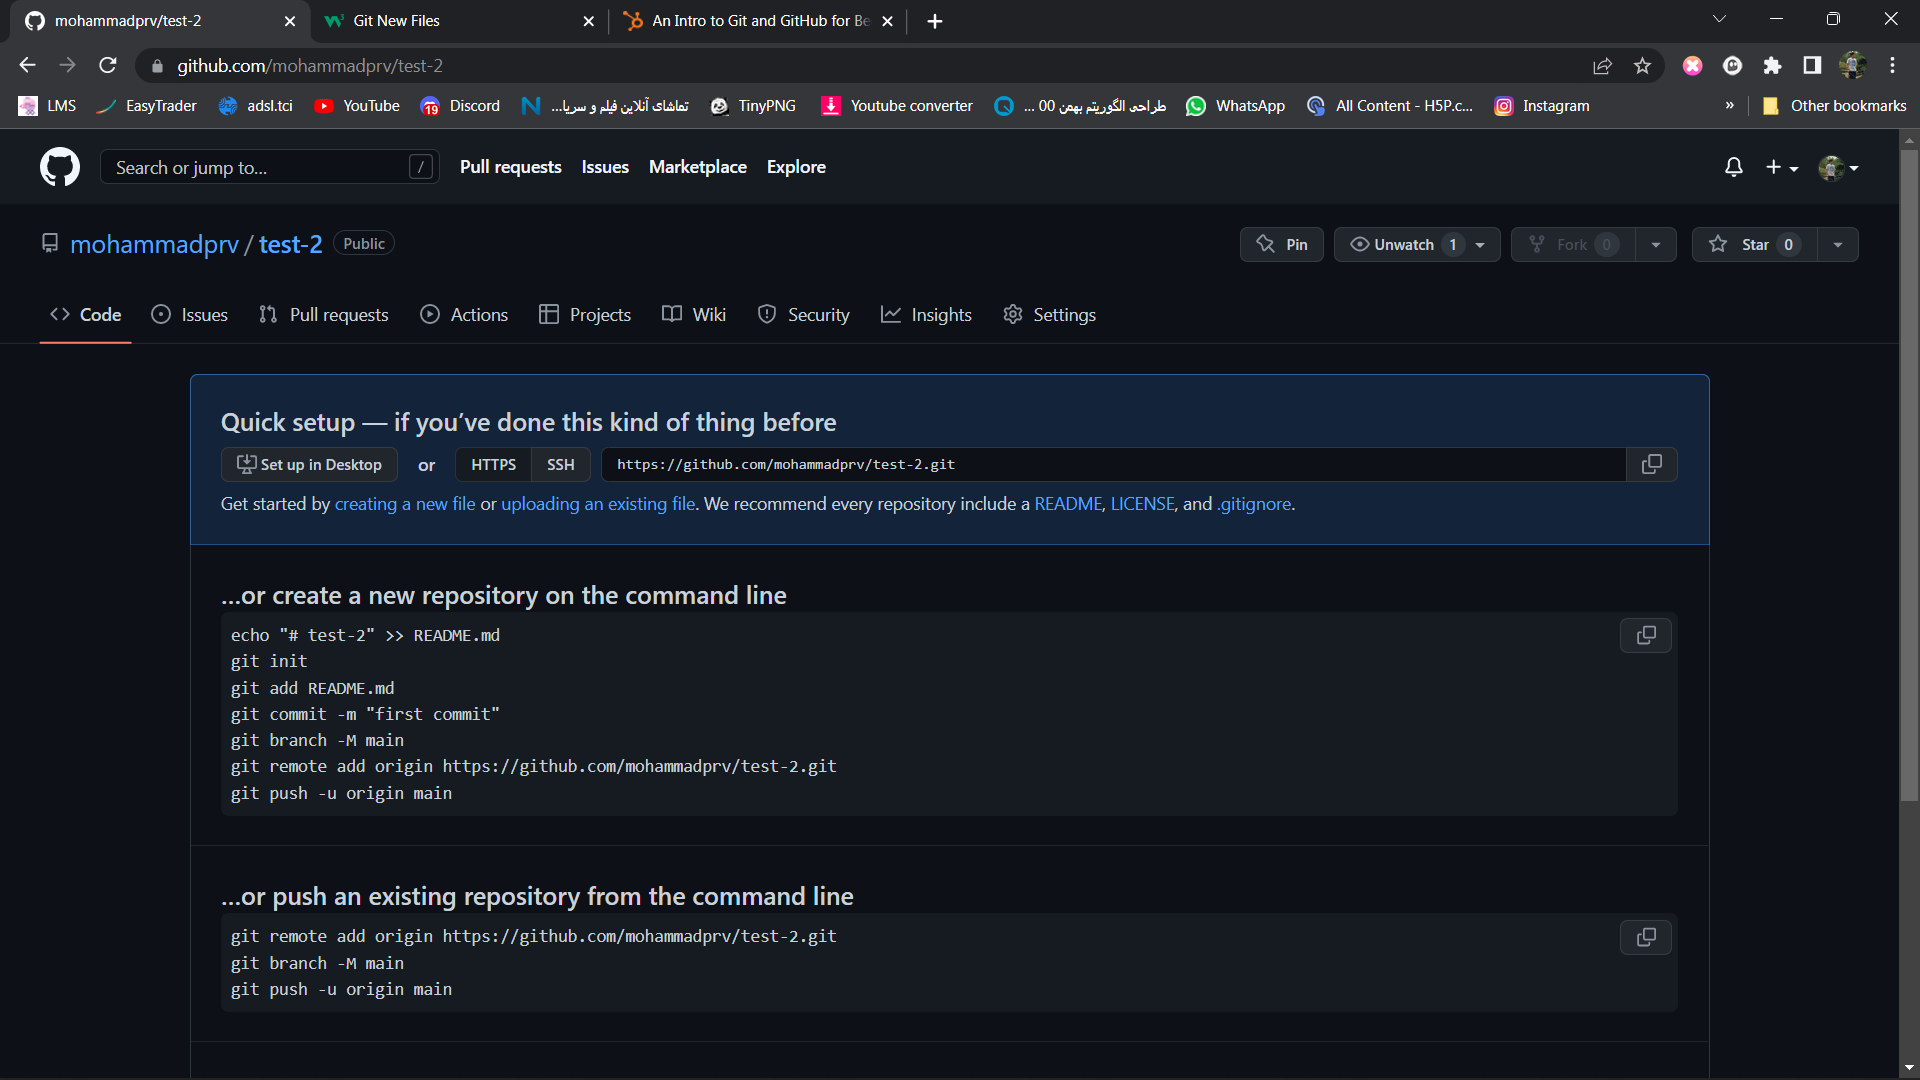 mohammadprv/test-2
Git New Files
An Intro to Git and GitHub for Be
github.com/mohammadprv/test-2
LMS
EasyTrader
adsl.tci
YouTube
19
Discord
تماشای آنلاین فیلم و سریا...
TinyPNG
Youtube converter
طراحی الگوریتم بهمن 00 ...
WhatsApp
All Content - H5P.c...
Instagram
»
Other bookmarks
Search or jump to...
/
Pull requests
Issues
Marketplace
Explore
mohammadprv / test-2
Public
Pin
Unwatch 1
Fork 0
Star 0
Code
Issues
Pull requests
Actions
Projects
Wiki
Security
Insights
Settings
Quick setup — if you’ve done this kind of thing before
Set up in Desktop
or
HTTPS
SSH
https://github.com/mohammadprv/test-2.git
Get started by creating a new file or uploading an existing file. We recommend every repository include a README, LICENSE, and .gitignore.
…or create a new repository on the command line
echo "# test-2" >> README.md
git init
git add README.md
git commit -m "first commit"
git branch -M main
git remote add origin https://github.com/mohammadprv/test-2.git
git push -u origin main
…or push an existing repository from the command line
git remote add origin https://github.com/mohammadprv/test-2.git
git branch -M main
git push -u origin main